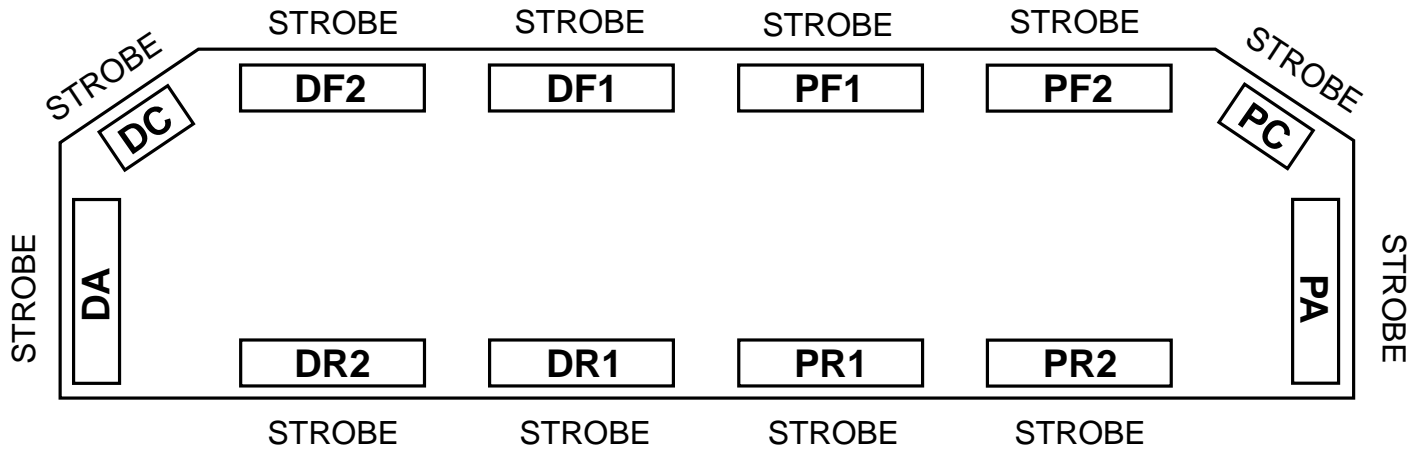 STROBE STROBE STROBE STROBE
STROBE STROBE
DF2 DF1 PF1 PF2
DC PC
STROBE DA PA STROBE
DR2 DR1 PR1 PR2
STROBE STROBE STROBE STROBE